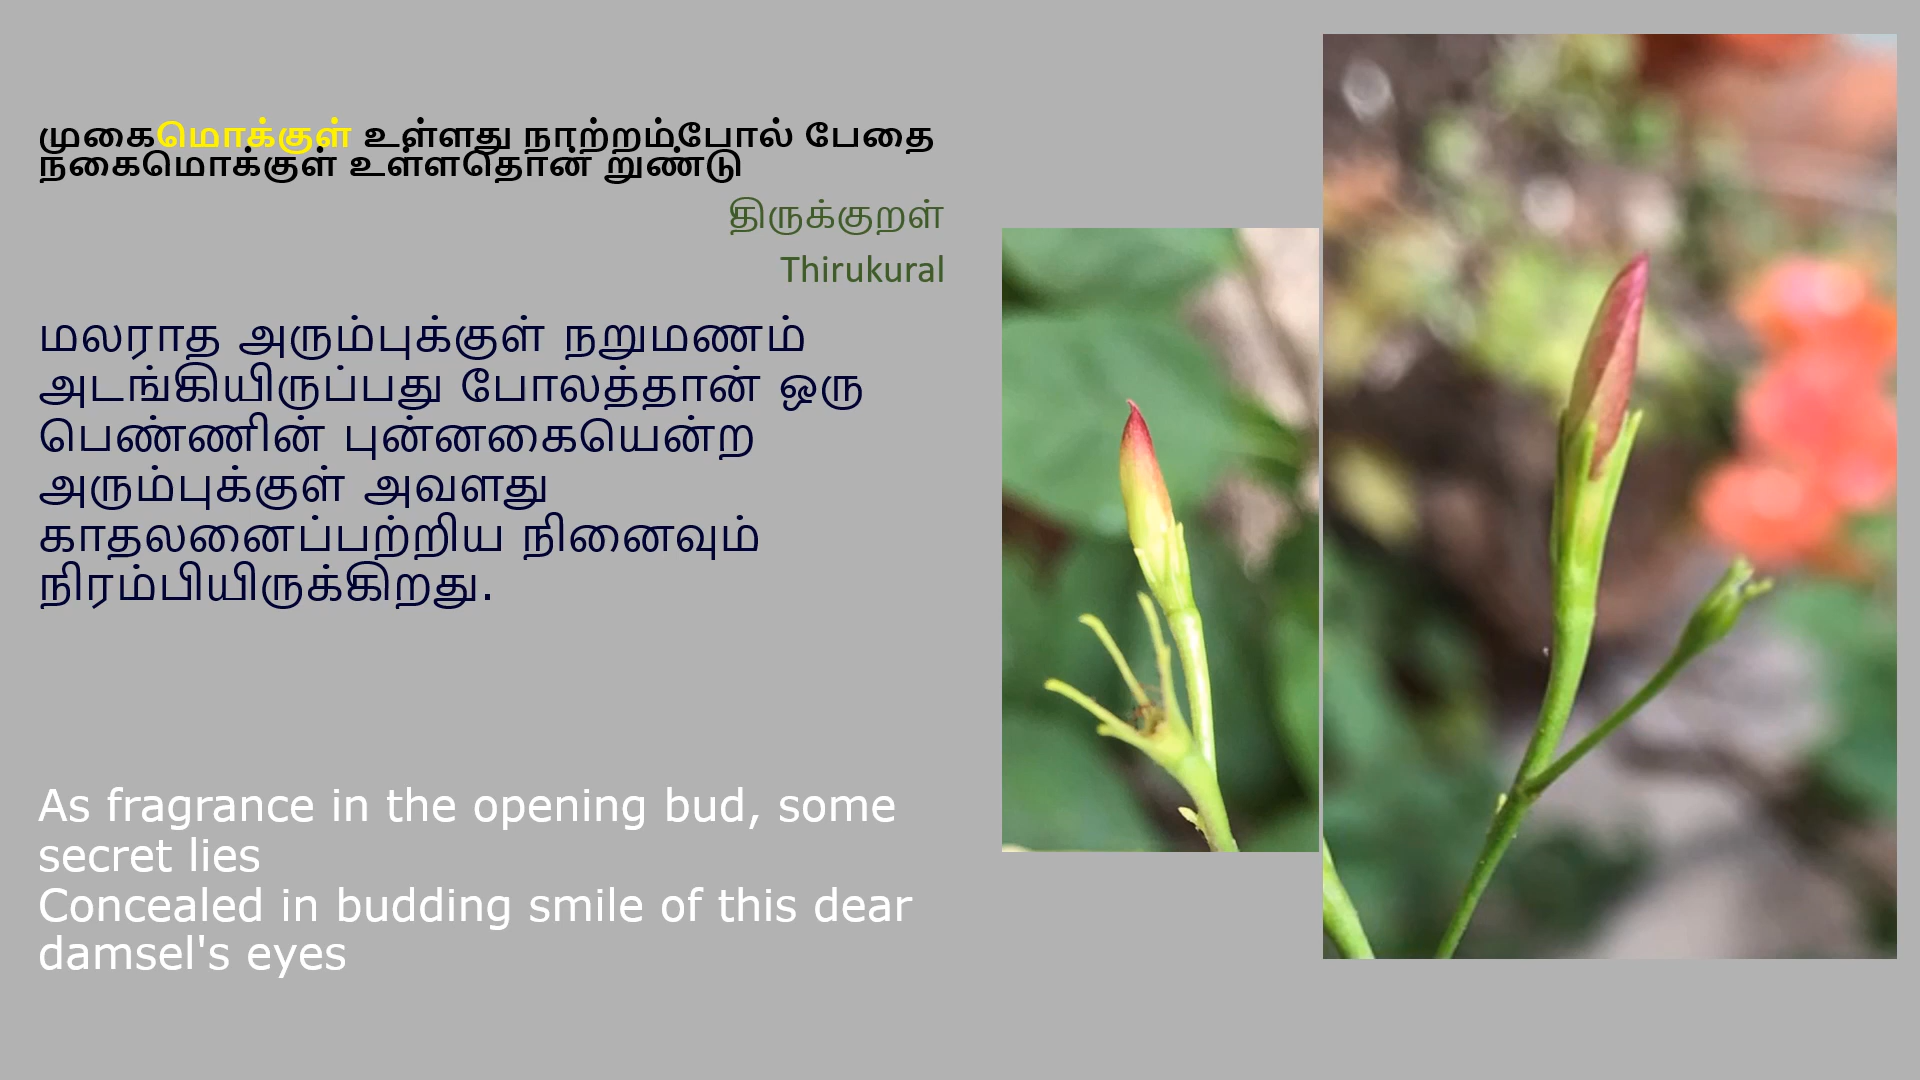 முகைமொக்குள் உள்ளது நாற்றம்போல் பேதை
நகைமொக்குள் உள்ளதொன் றுண்டு
திருக்குறள்
Thirukural
மலராத அரும்புக்குள் நறுமணம்
அடங்கியிருப்பது போலத்தான் ஒரு
பெண்ணின் புன்னகையென்ற
அரும்புக்குள் அவளது
காதலனைப்பற்றிய நினைவும்
நிரம்பியிருக்கிறது.
As fragrance in the opening bud, some
secret lies
Concealed in budding smile of this dear
damsel's eyes